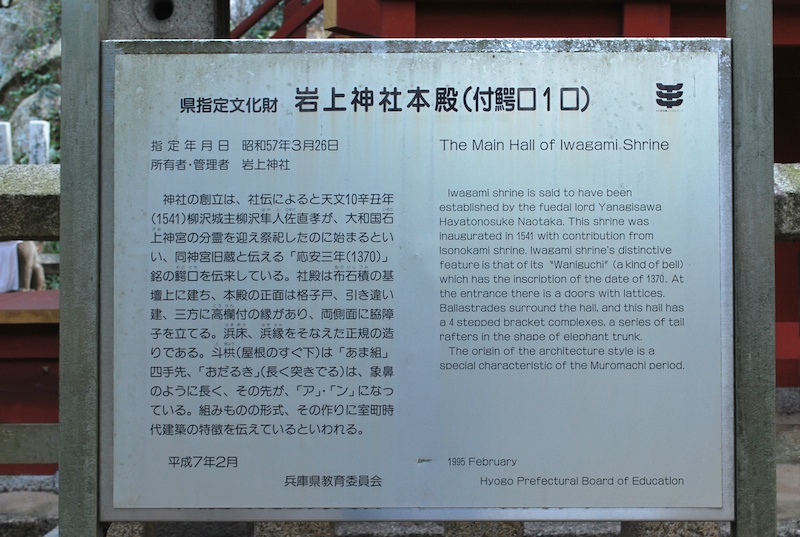 県指定文化財 岩上神社本殿(付鰐口1口)
指定年月日 昭和57年3月26日
所有者・管理者 岩上神社
神社の創立は、社伝によると天文10辛丑年
(1541)柳沢城主柳沢隼人佐直孝が、大和国石
上神宮の分霊を迎え祭祀したのに始まるとい
い、同神宮旧蔵と伝える「応安三年(1370)」
銘の鰐口を伝来している。社殿は布石積の基
壇上に建ち、本殿の正面は格子戸、引き違い
建、三方に高欄付の縁があり、両側面に脇障
子を立てる。浜床、浜縁をそなえた正規の造
りである。斗栱(屋根のすぐ下)は「あま組」
四手先、「おだるき」(長く突きでる)は、象鼻
のように長く、その先が、「ア」・「ン」になっ
ている。組みものの形式、その作りに室町時
代建築の特徴を伝えているといわれる。
平成7年2月
兵庫県教育委員会
The Main Hall of Iwagami Shrine
Iwagami shrine is said to have been
established by the fuedal lord Yanagisawa
Hayatonosuke Naotaka. This shrine was
inaugurated in 1541 with contribution from
Isonokami shrine. Iwagami shrine's distinctive
feature is that of its "Waniguchi" (a kind of bell)
which has the inscription of the date of 1370. At
the entrance there is a doors with lattices.
Ballastrades surround the hall, and this hall has
a 4 stepped bracket complexes, a series of tail
rafters in the shape of elephant trunk.
The origin of the architecture style is a
special characteristic of the Muromachi period.
1995 February
Hyogo Prefectural Board of Education